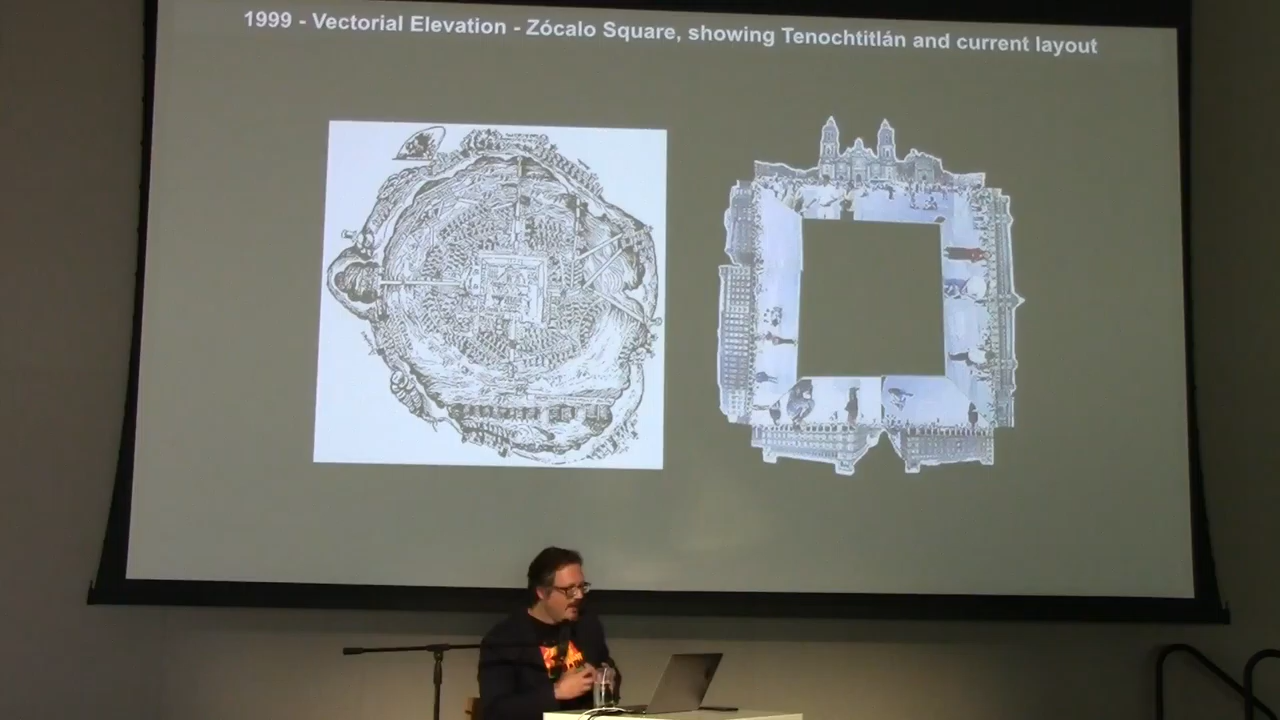 1999 - Vectorial Elevation - Zócalo Square, showing Tenochtitlán and current layout